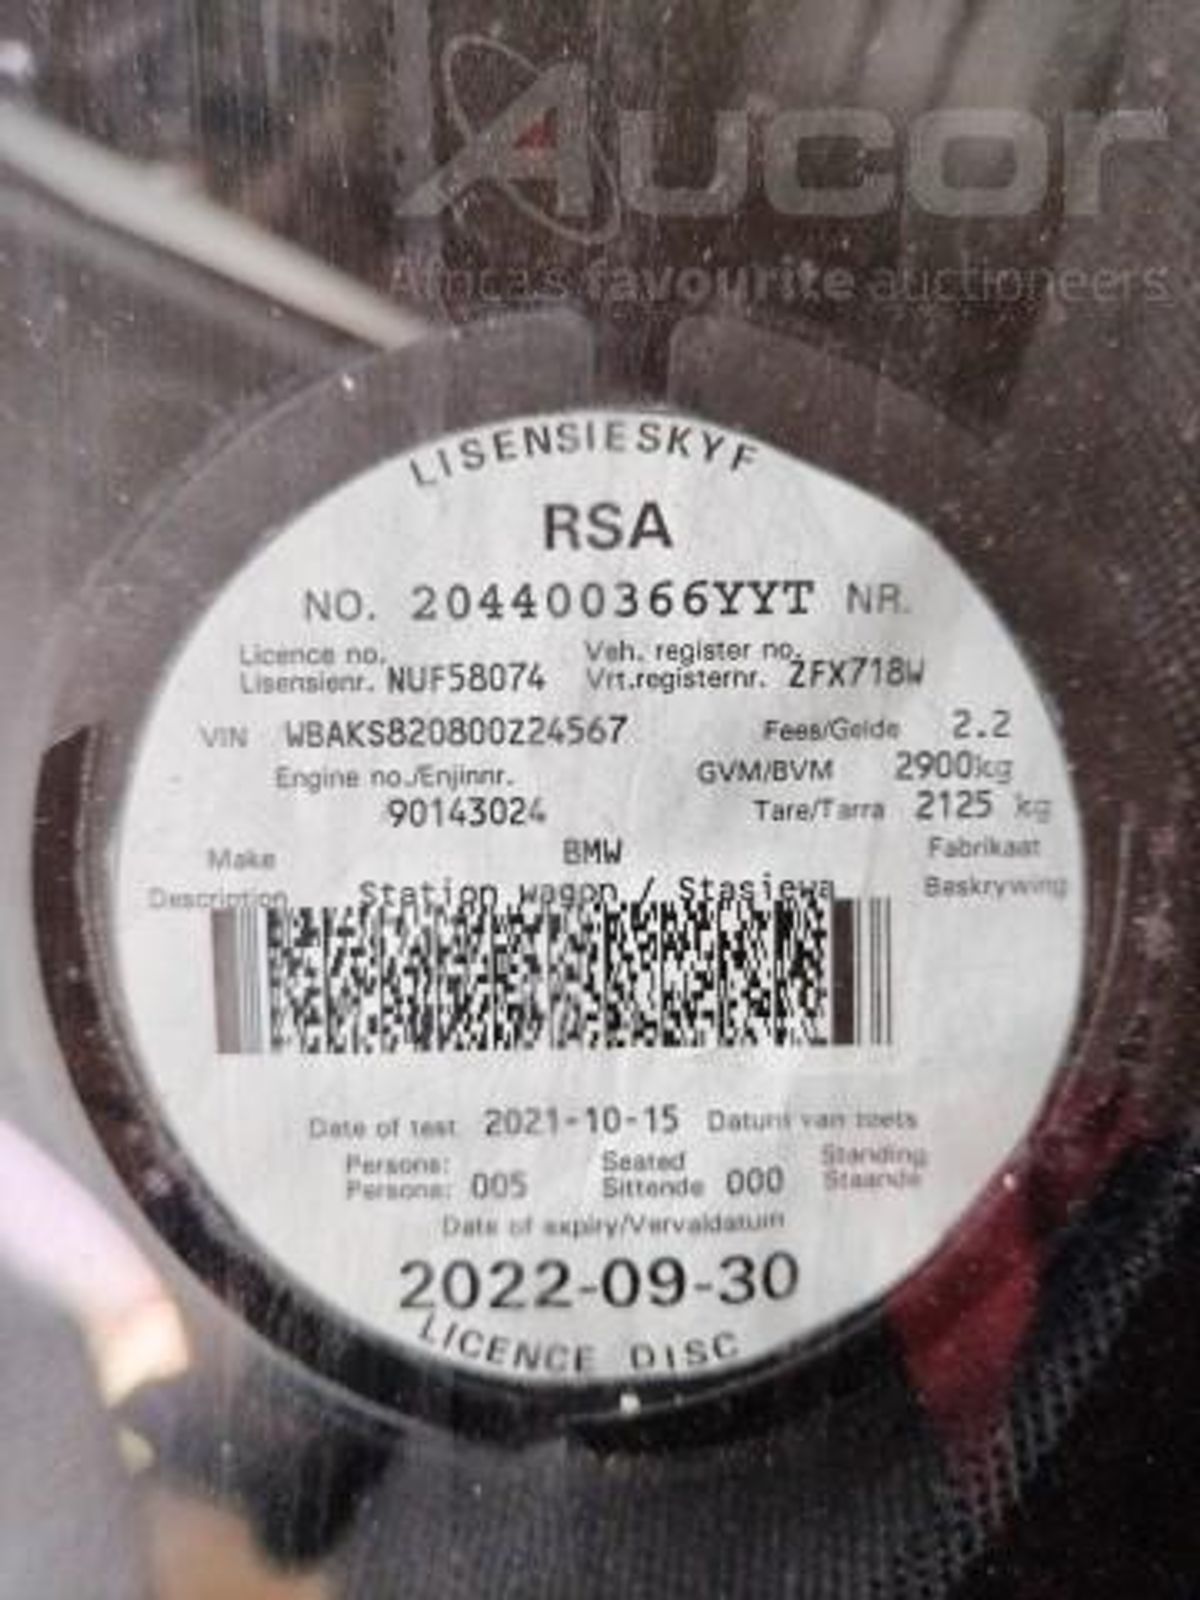 Aucor
Africa's favourite auctioneers
LISENSIESKYF
RSA
NO. 204400366YYT NR.
Licence no. Veh. register no.
Lisensienr. NUF58074 Vrt.registernr. ZFX718W
VIN WBAKS820800Z24567 Fees/Gelde 2.2
Engine no./Enjinnr. GVM/BVM 2900kg
90143024 Tare/Tarra 2125 kg
Make BMW Fabrikaat
Description Station wagon / Stasiewa Beskrywing
Date of test 2021-10-15 Datum van toets
Persons: Seated Standing
Persone: 005 Sittende 000 Staande
Date of expiry/Vervaldatum
2022-09-30
LICENCE DISC